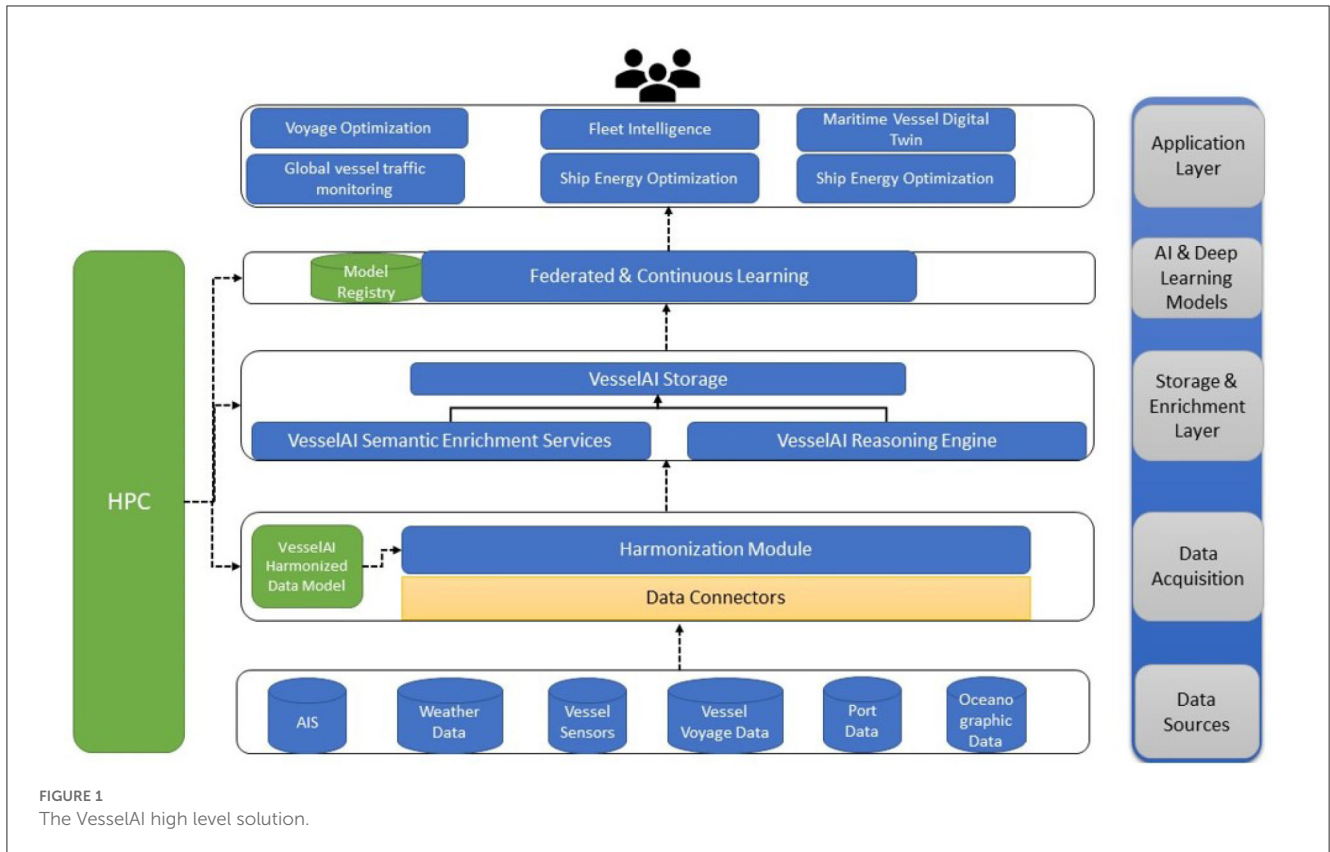 Voyage Optimization
Fleet Intelligence
Maritime Vessel Digital
Twin
Global vessel traffic
monitoring
Ship Energy Optimization
Ship Energy Optimization
Application
Layer
Model
Registry
Federated & Continuous Learning
AI & Deep
Learning
Models
VesselAI Storage
VesselAI Semantic Enrichment Services
VesselAI Reasoning Engine
Storage &
Enrichment
Layer
HPC
VesselAI
Harmonized
Data Model
Harmonization Module
Data Connectors
Data
Acquisition
AIS
Weather
Data
Vessel
Sensors
Vessel
Voyage Data
Port
Data
Oceano
graphic
Data
Data
Sources
FIGURE 1
The VesselAI high level solution.